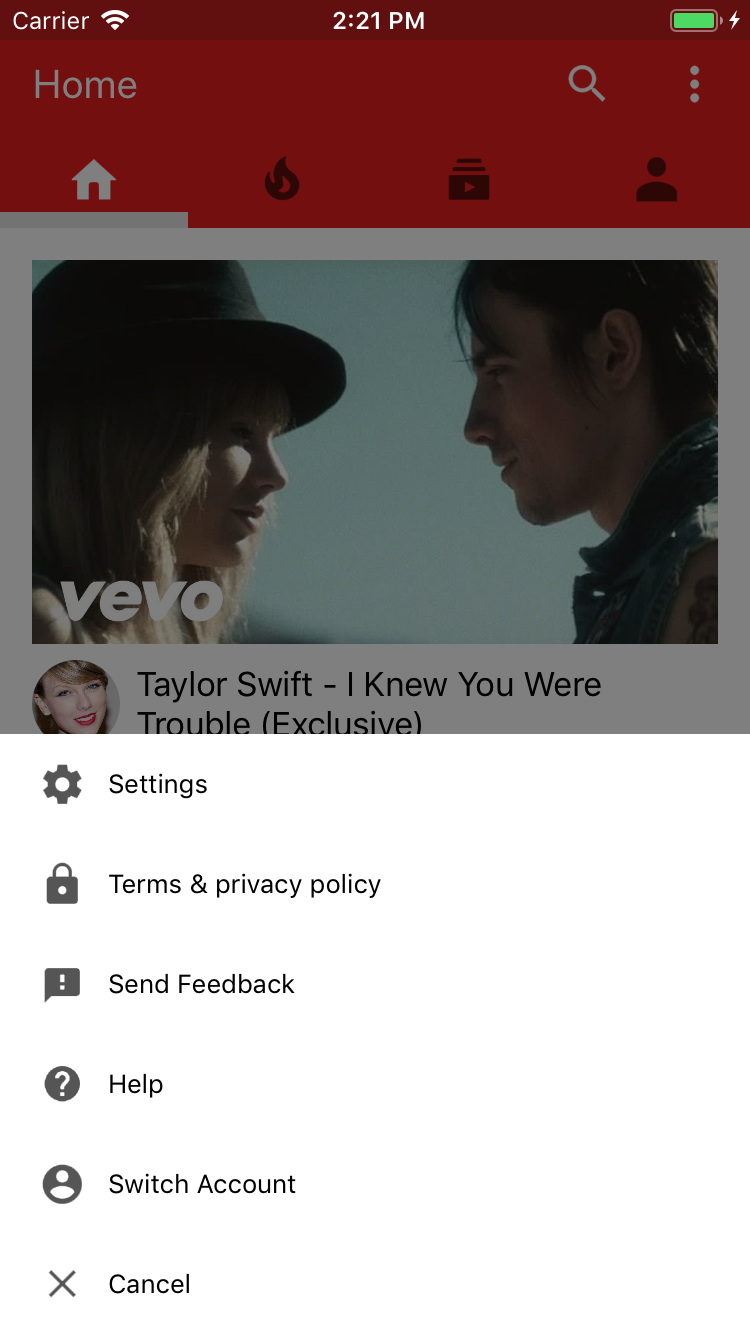 Carrier 2:21 PM
Home
vevo
Taylor Swift - I Knew You Were
Trouble (Exclusive)
Settings
Terms & privacy policy
Send Feedback
Help
Switch Account
Cancel